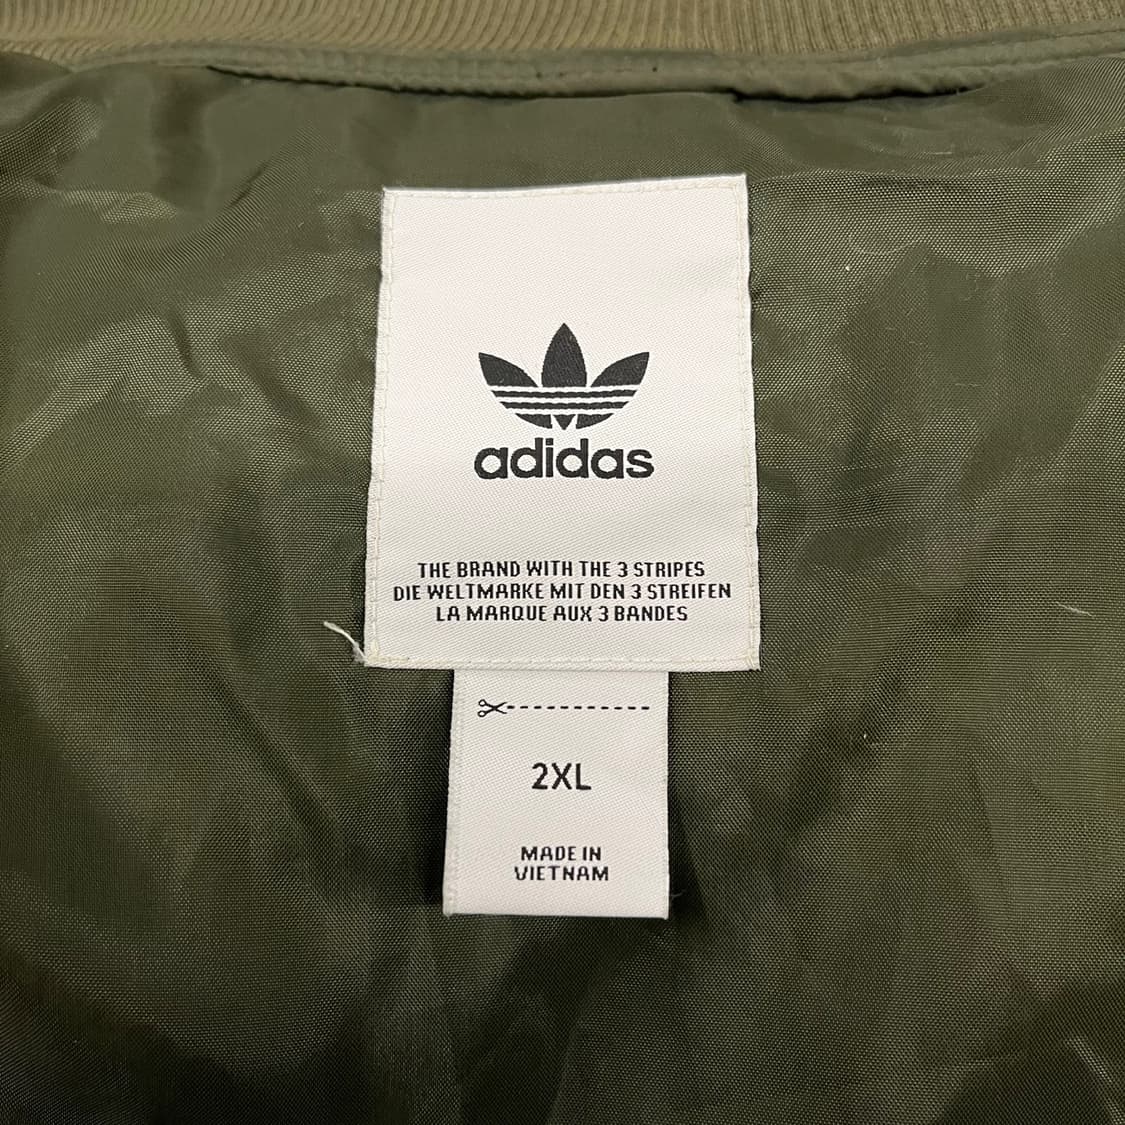 adidas
THE BRAND WITH THE 3 STRIPES
DIE WELTMARKE MIT DEN 3 STREIFEN
LA MARQUE AUX 3 BANDES
2XL
MADE IN
VIETNAM